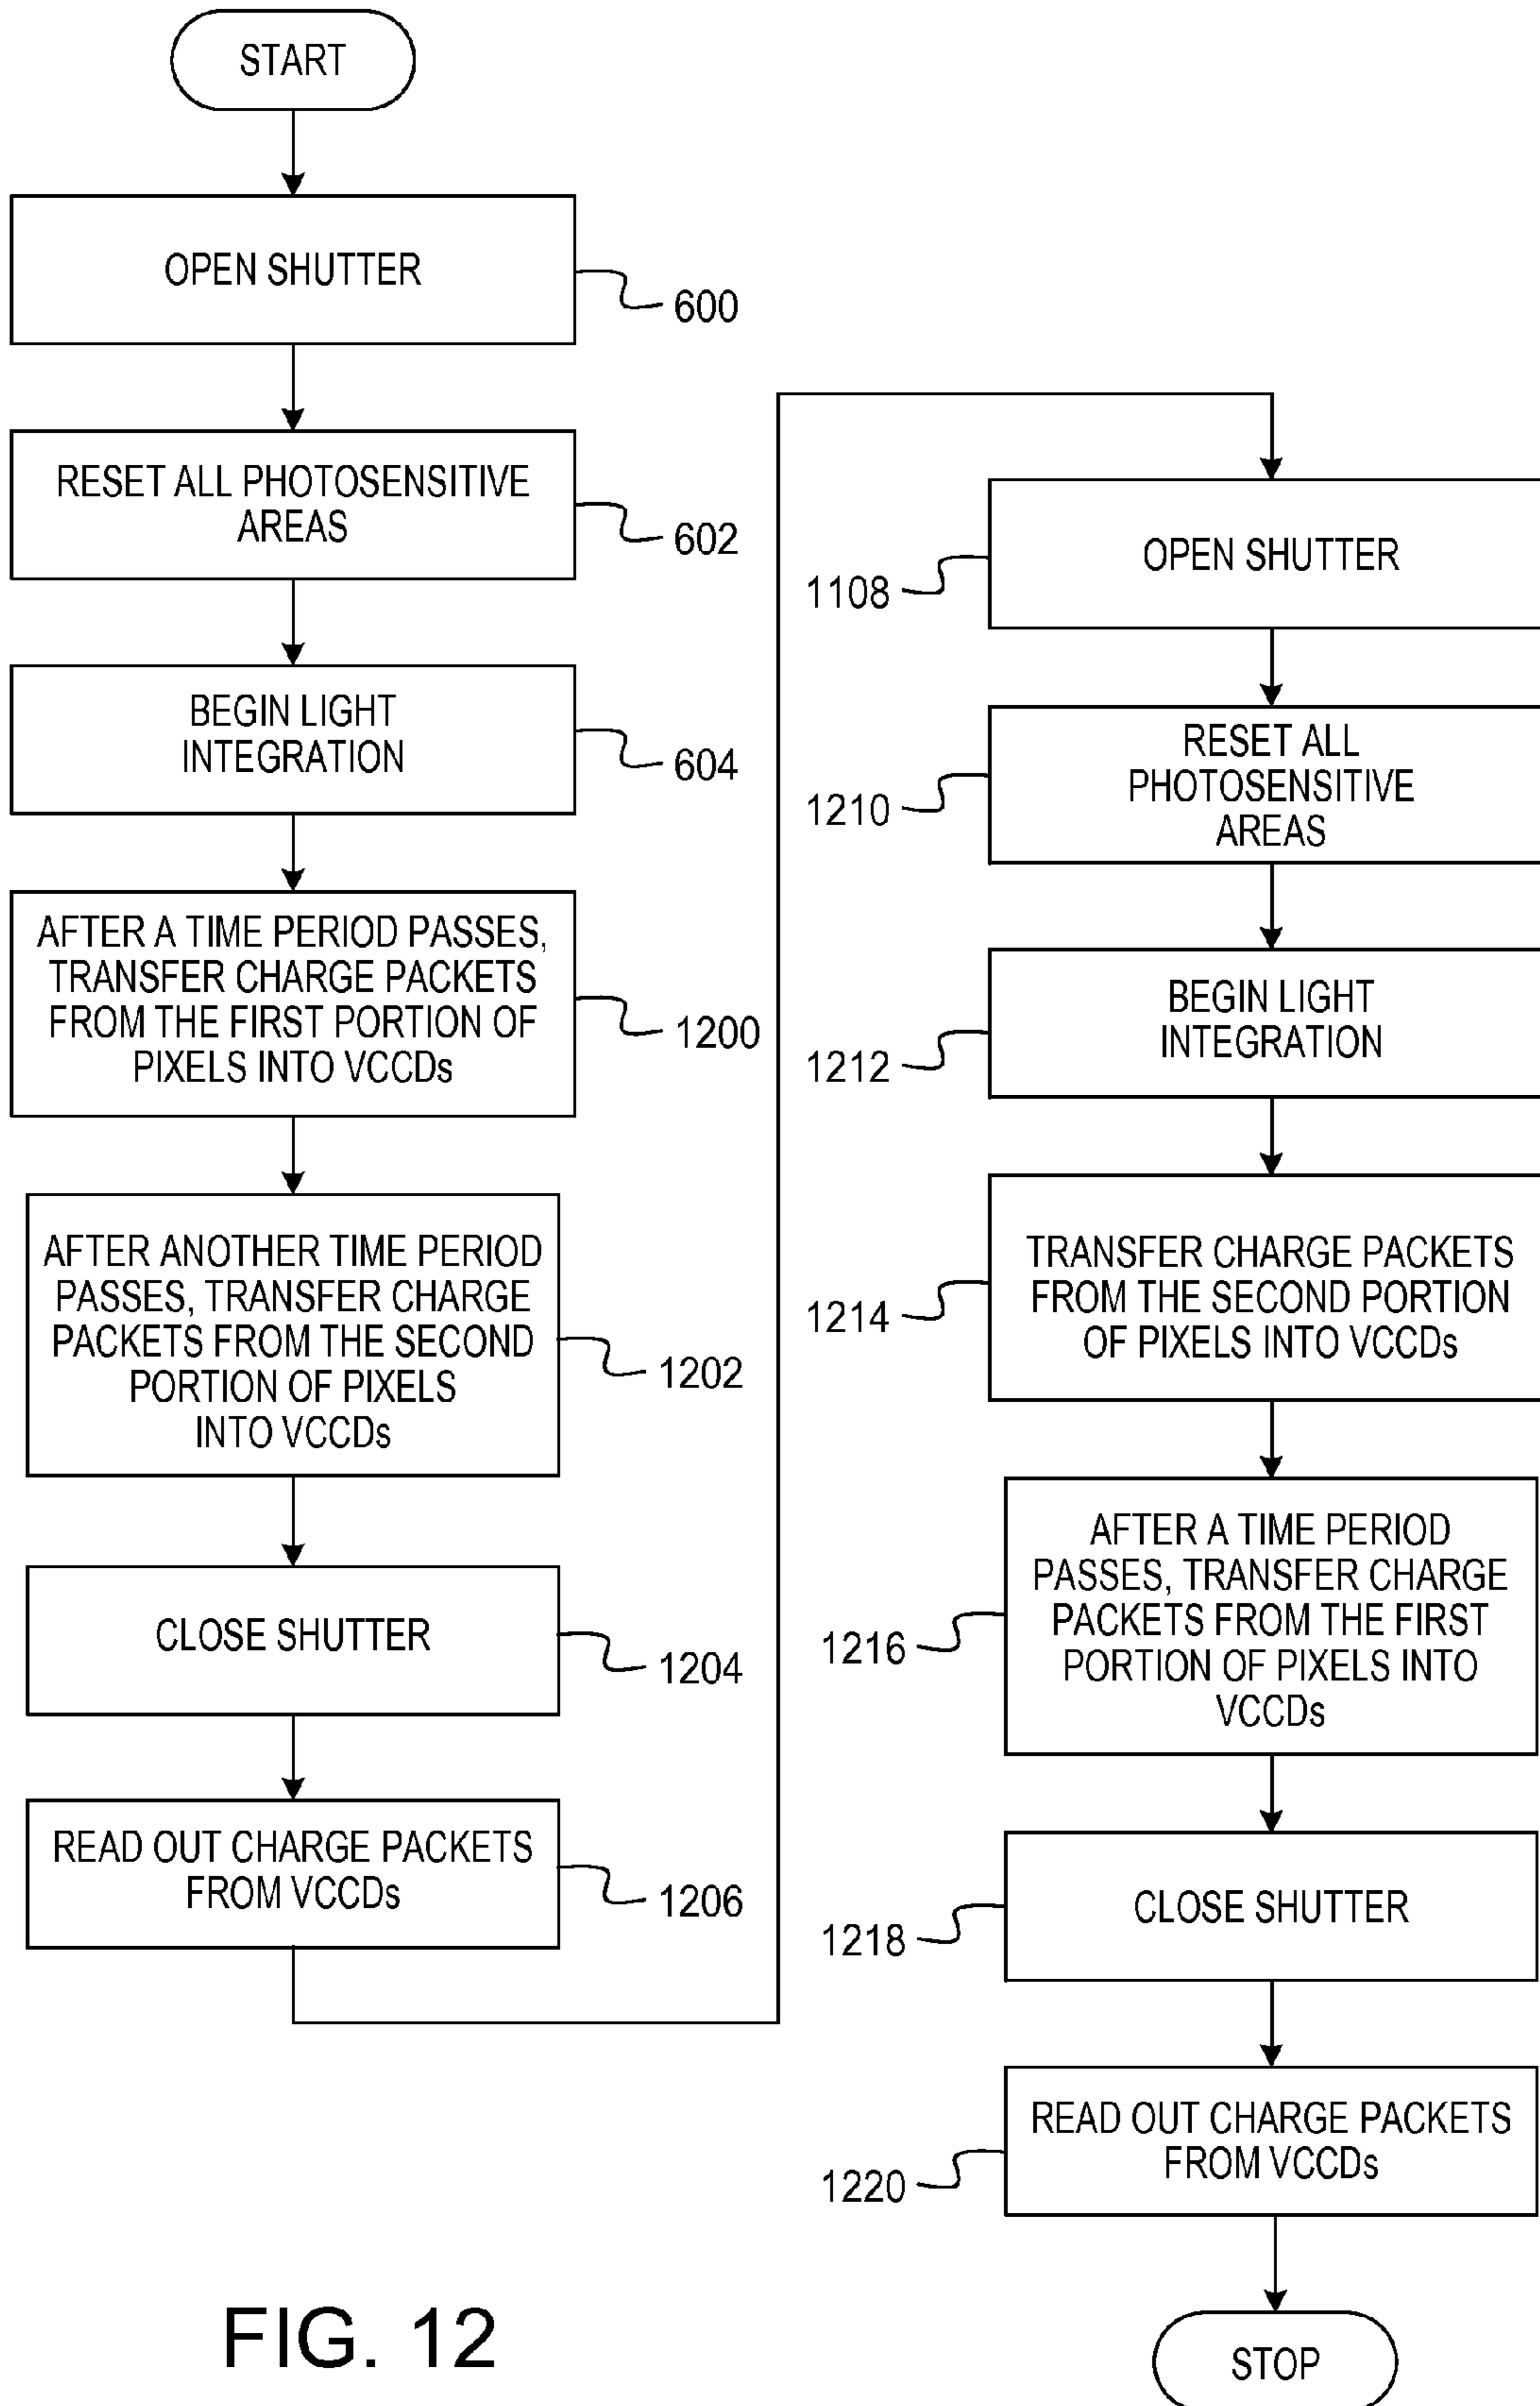 START
OPEN SHUTTER
600
RESET ALL PHOTOSENSITIVE
AREAS
602
BEGIN LIGHT
INTEGRATION
604
AFTER A TIME PERIOD PASSES,
TRANSFER CHARGE PACKETS
FROM THE FIRST PORTION OF
PIXELS INTO VCCDs
1200
AFTER ANOTHER TIME PERIOD
PASSES, TRANSFER CHARGE
PACKETS FROM THE SECOND
PORTION OF PIXELS
INTO VCCDs
1202
CLOSE SHUTTER
1204
READ OUT CHARGE PACKETS
FROM VCCDs
1206
OPEN SHUTTER
1108
RESET ALL
PHOTOSENSITIVE
AREAS
1210
BEGIN LIGHT
INTEGRATION
1212
TRANSFER CHARGE PACKETS
FROM THE SECOND PORTION
OF PIXELS INTO VCCDs
1214
AFTER A TIME PERIOD
PASSES, TRANSFER CHARGE
PACKETS FROM THE FIRST
PORTION OF PIXELS INTO
VCCDs
1216
CLOSE SHUTTER
1218
READ OUT CHARGE PACKETS
FROM VCCDs
1220
STOP
FIG. 12